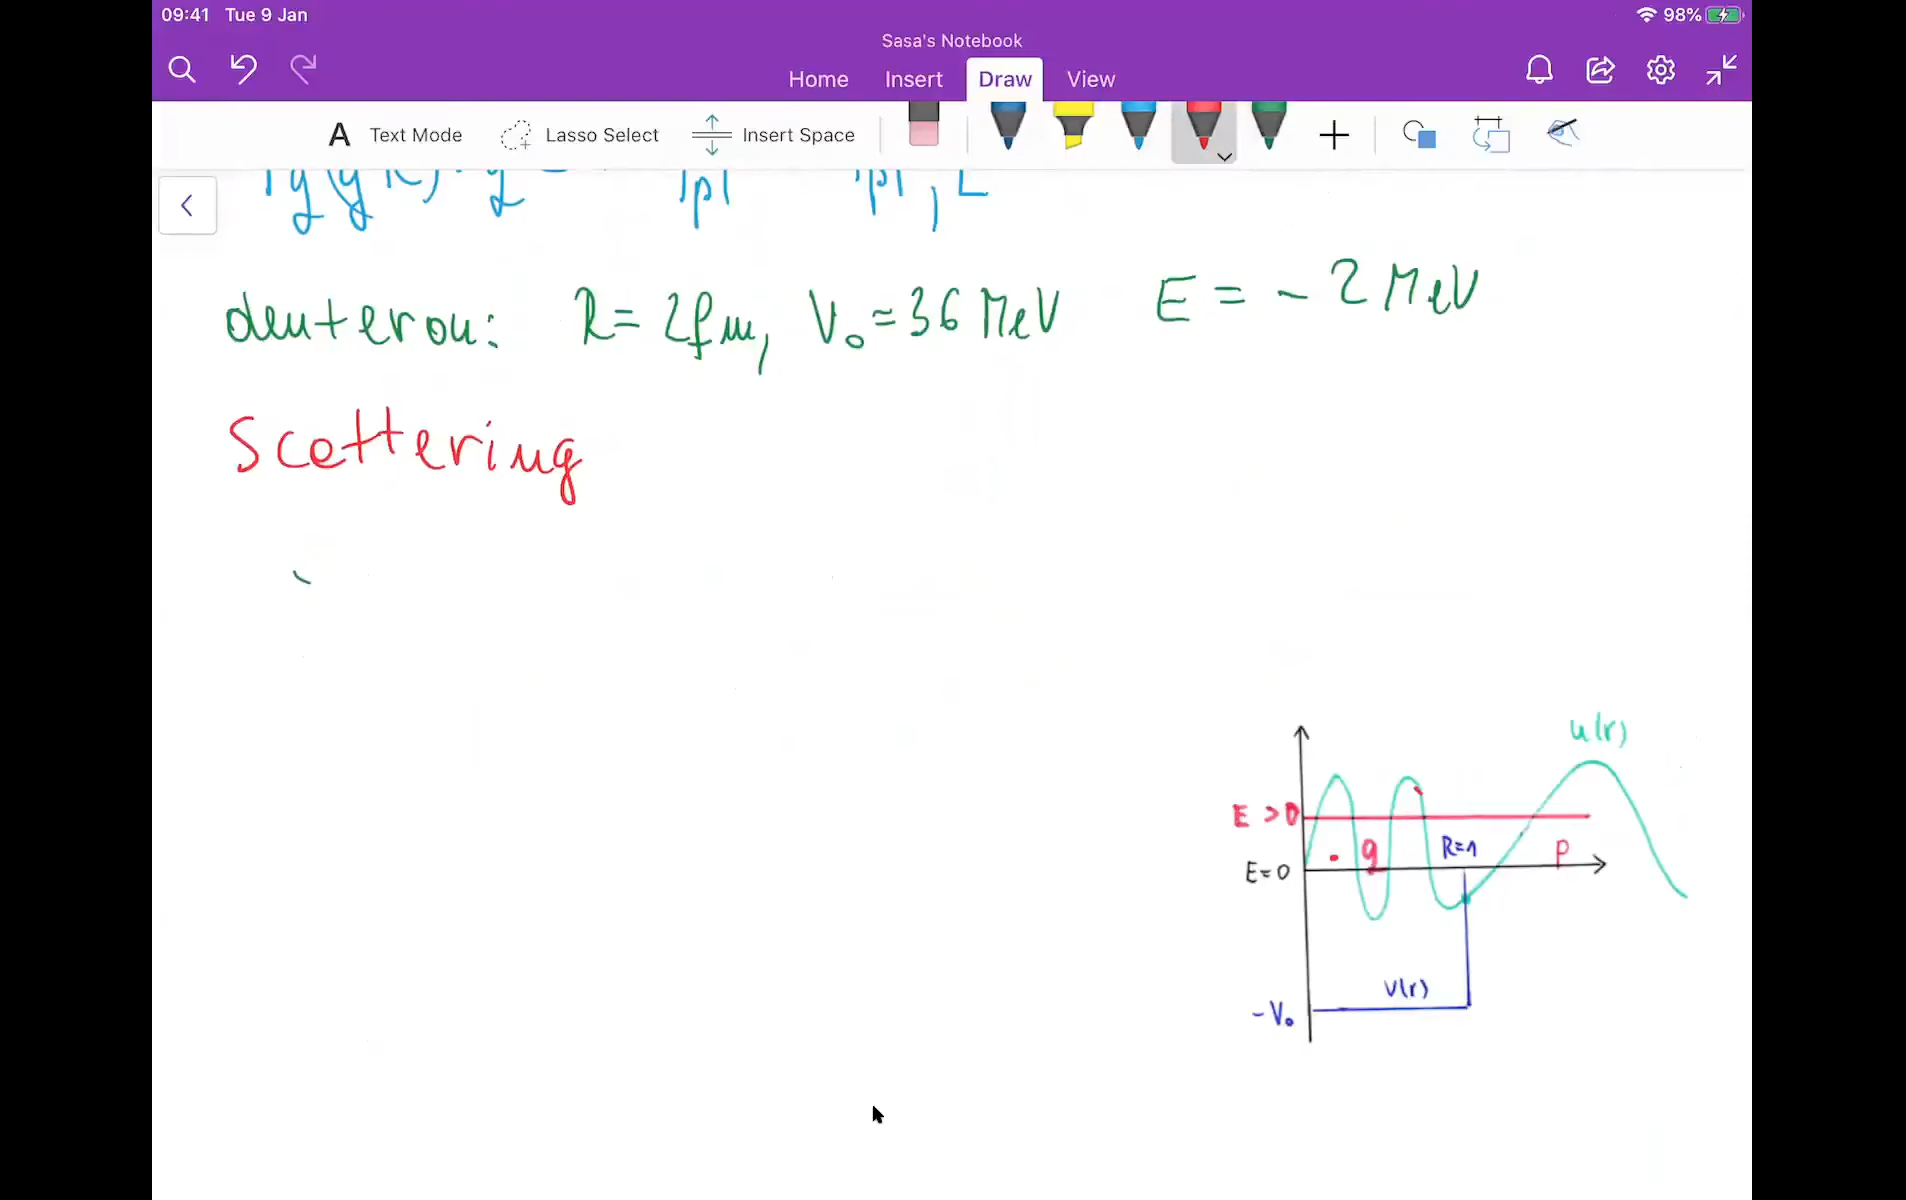 09:41 Tue 9 Jan
98%
Sasa's Notebook
Home Insert Draw View
A Text Mode Lasso Select Insert Space
deuteron: R = 2fm, V₀ ≈ 36 MeV E = - 2 MeV
Scattering
u(r)
E > 0
q R=1 p
E=0
V(r)
-V₀